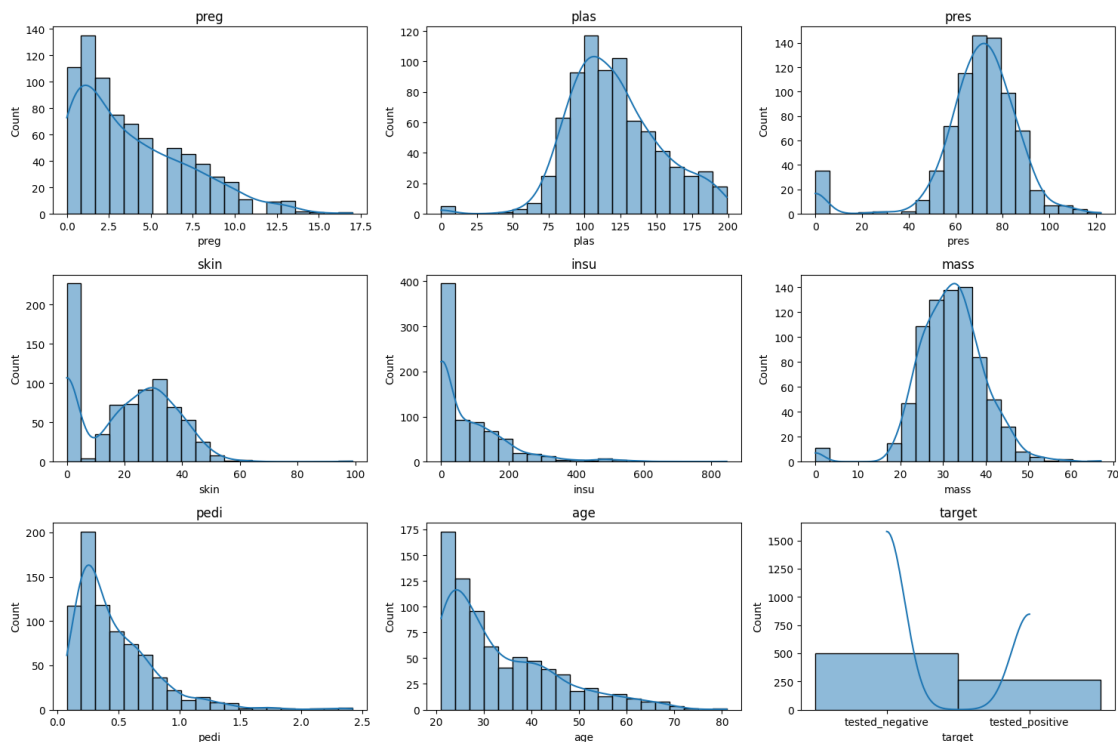 preg
Count
0
20
40
60
80
100
120
140
0.0 2.5 5.0 7.5 10.0 12.5 15.0 17.5
preg
plas
Count
0
20
40
60
80
100
120
0 25 50 75 100 125 150 175 200
plas
pres
Count
0
20
40
60
80
100
120
140
0 20 40 60 80 100 120
pres
skin
Count
0
50
100
150
200
0 20 40 60 80 100
skin
insu
Count
0
100
200
300
400
0 200 400 600 800
insu
mass
Count
0
20
40
60
80
100
120
140
0 10 20 30 40 50 60 70
mass
pedi
Count
0
50
100
150
200
0.0 0.5 1.0 1.5 2.0 2.5
pedi
age
Count
0
25
50
75
100
125
150
175
20 30 40 50 60 70 80
age
target
Count
0
250
500
750
1000
1250
1500
tested_negative tested_positive
target